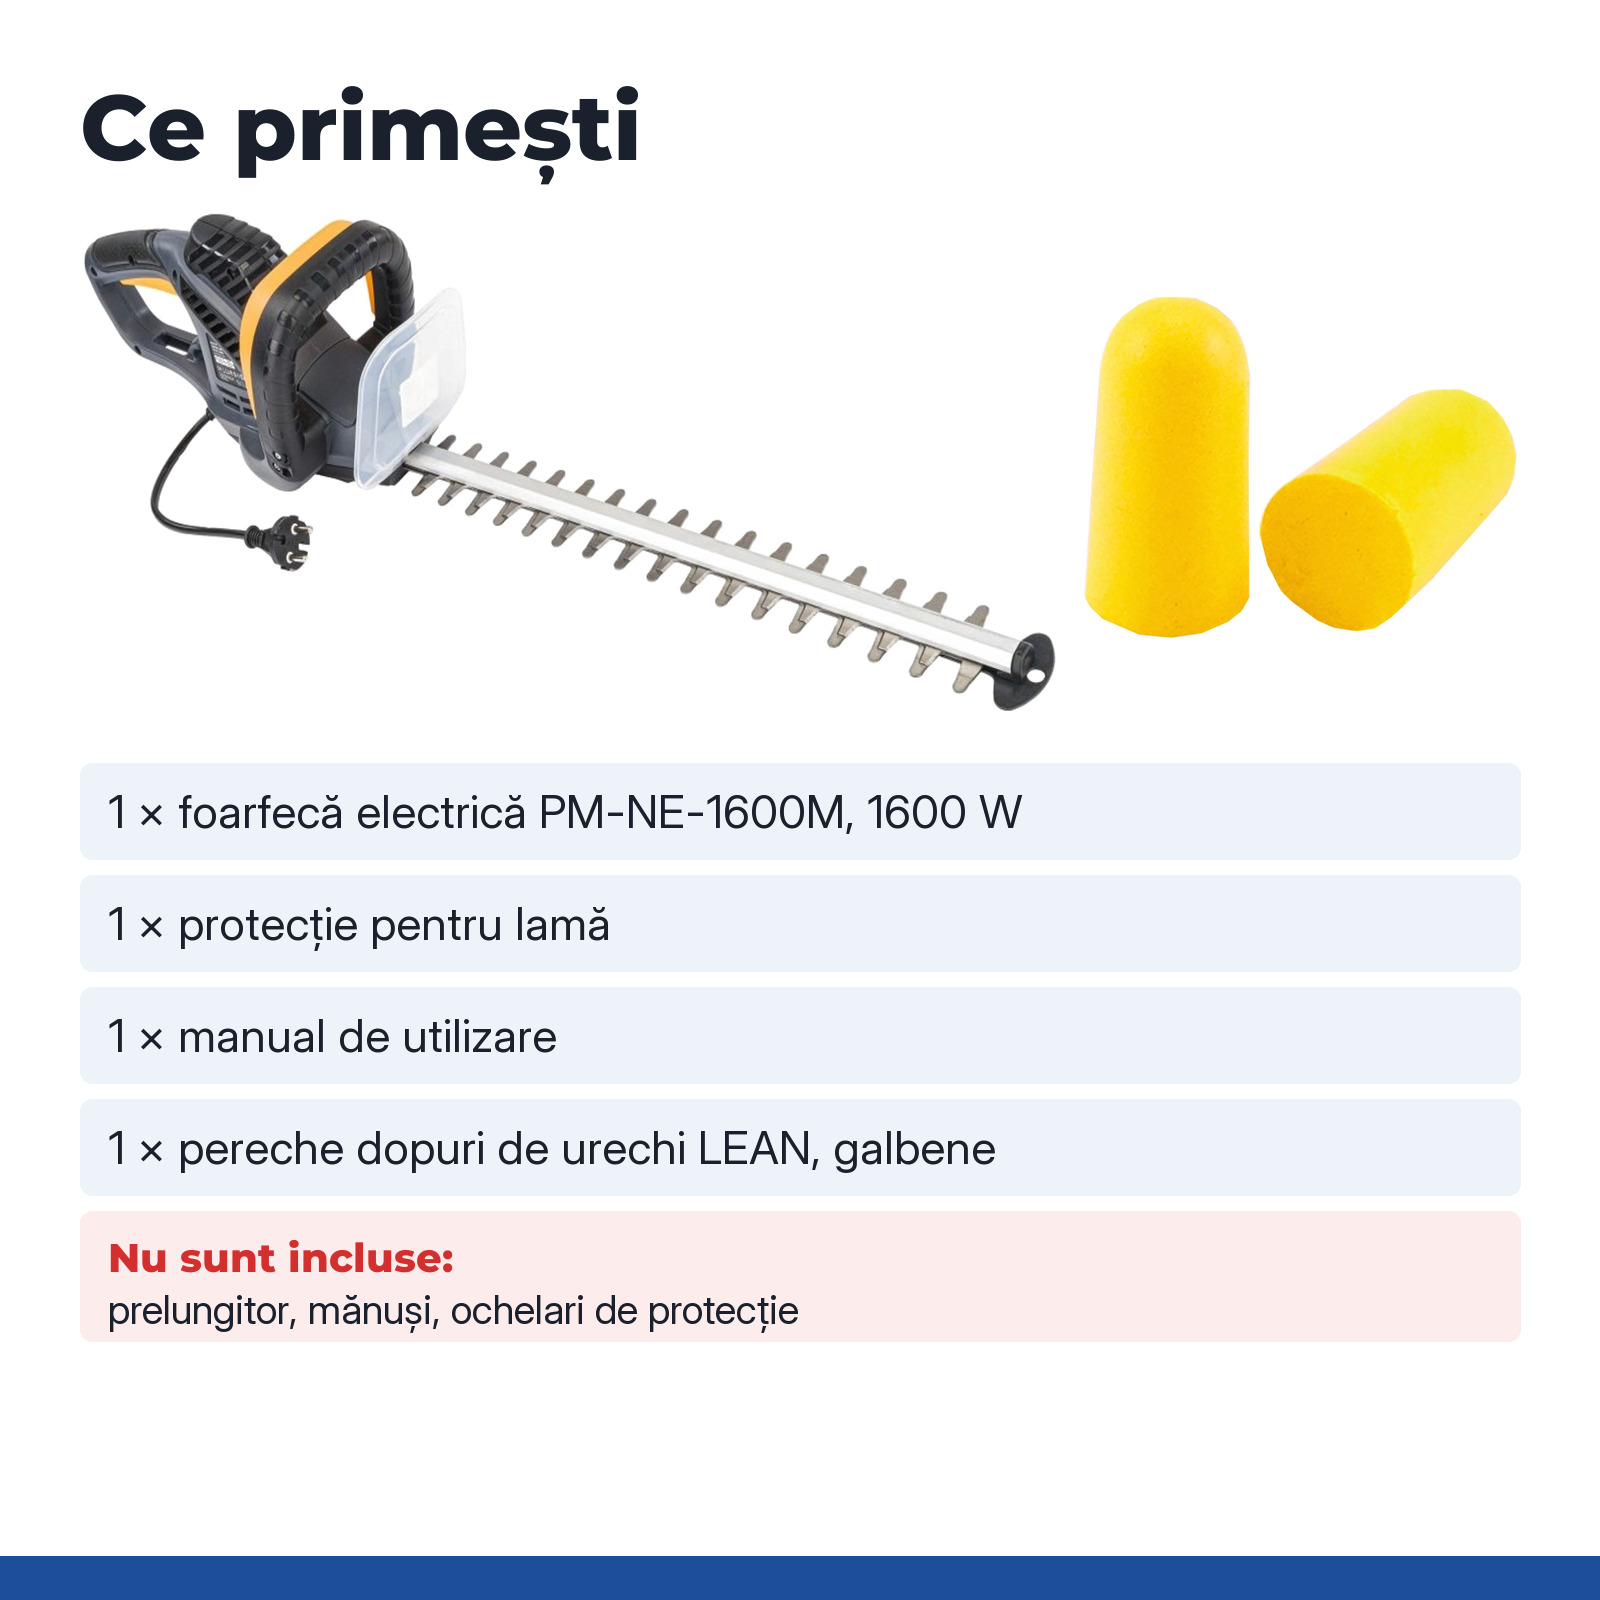 Ce primești
1 × foarfecă electrică PM-NE-1600M, 1600 W
1 × protecție pentru lamă
1 × manual de utilizare
1 × pereche dopuri de urechi LEAN, galbene
Nu sunt incluse:
prelungitor, mănuși, ochelari de protecție